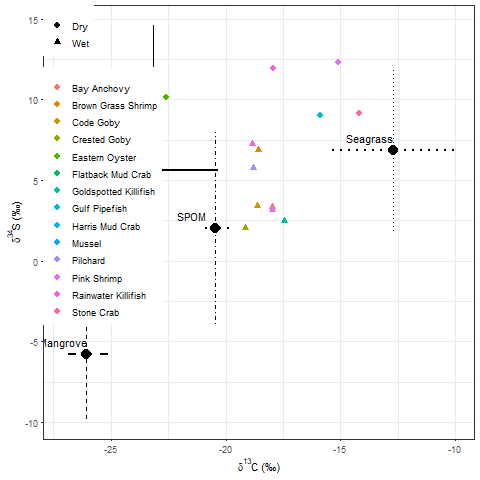 15
10
5
0
-5
-10
-25
-20
-15
-10
δ34S (‰)
δ13C (‰)
Dry
Wet
Bay Anchovy
Brown Grass Shrimp
Code Goby
Crested Goby
Eastern Oyster
Flatback Mud Crab
Goldspotted Killifish
Gulf Pipefish
Harris Mud Crab
Mussel
Pilchard
Pink Shrimp
Rainwater Killifish
Stone Crab
Seagrass
SPOM
Mangrove